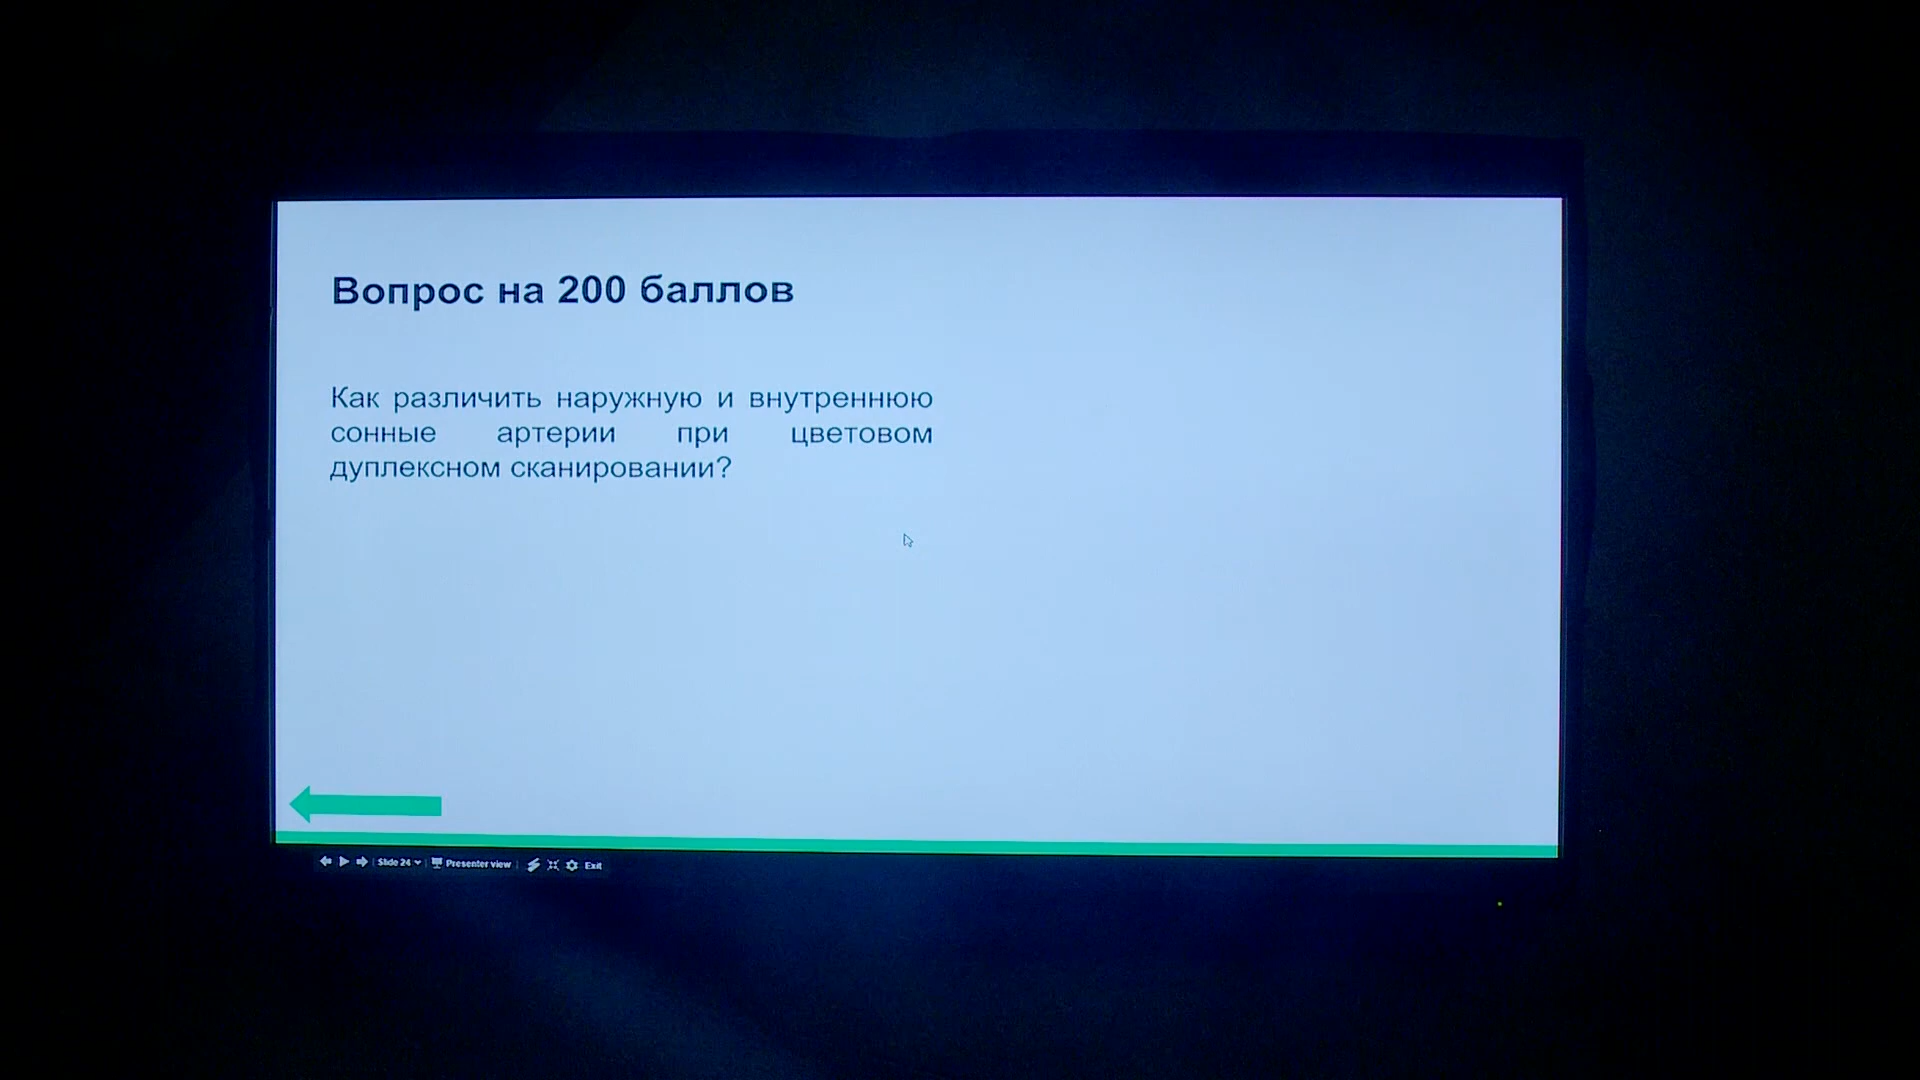 Вопрос на 200 баллов
Как различить наружную и внутреннюю
сонные артерии при цветовом
дуплексном сканировании?
Slide 24 Presenter view Exit